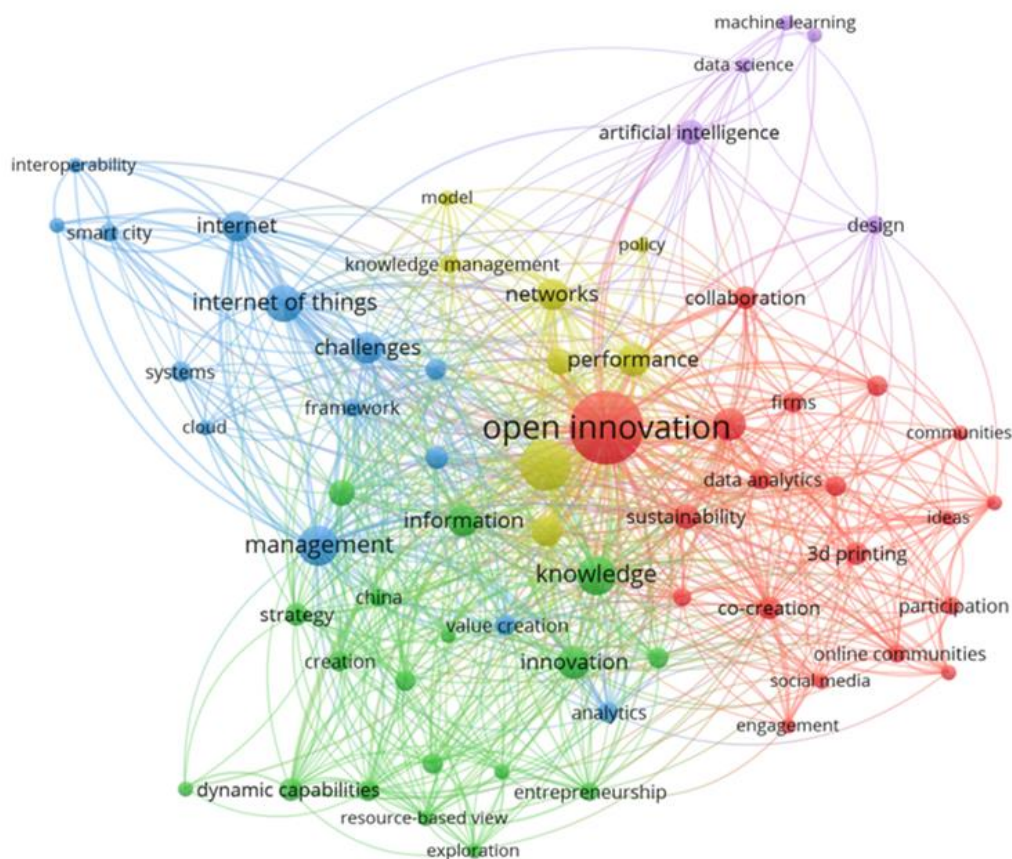 machine learning
data science
artificial intelligence
interoperability
model
internet
smart city
design
policy
knowledge management
networks
collaboration
internet of things
challenges
performance
systems
framework
firms
cloud
open innovation
communities
data analytics
information
sustainability
ideas
management
3d printing
knowledge
china
strategy
co-creation
participation
value creation
creation
innovation
online communities
social media
analytics
engagement
dynamic capabilities
entrepreneurship
resource-based view
exploration